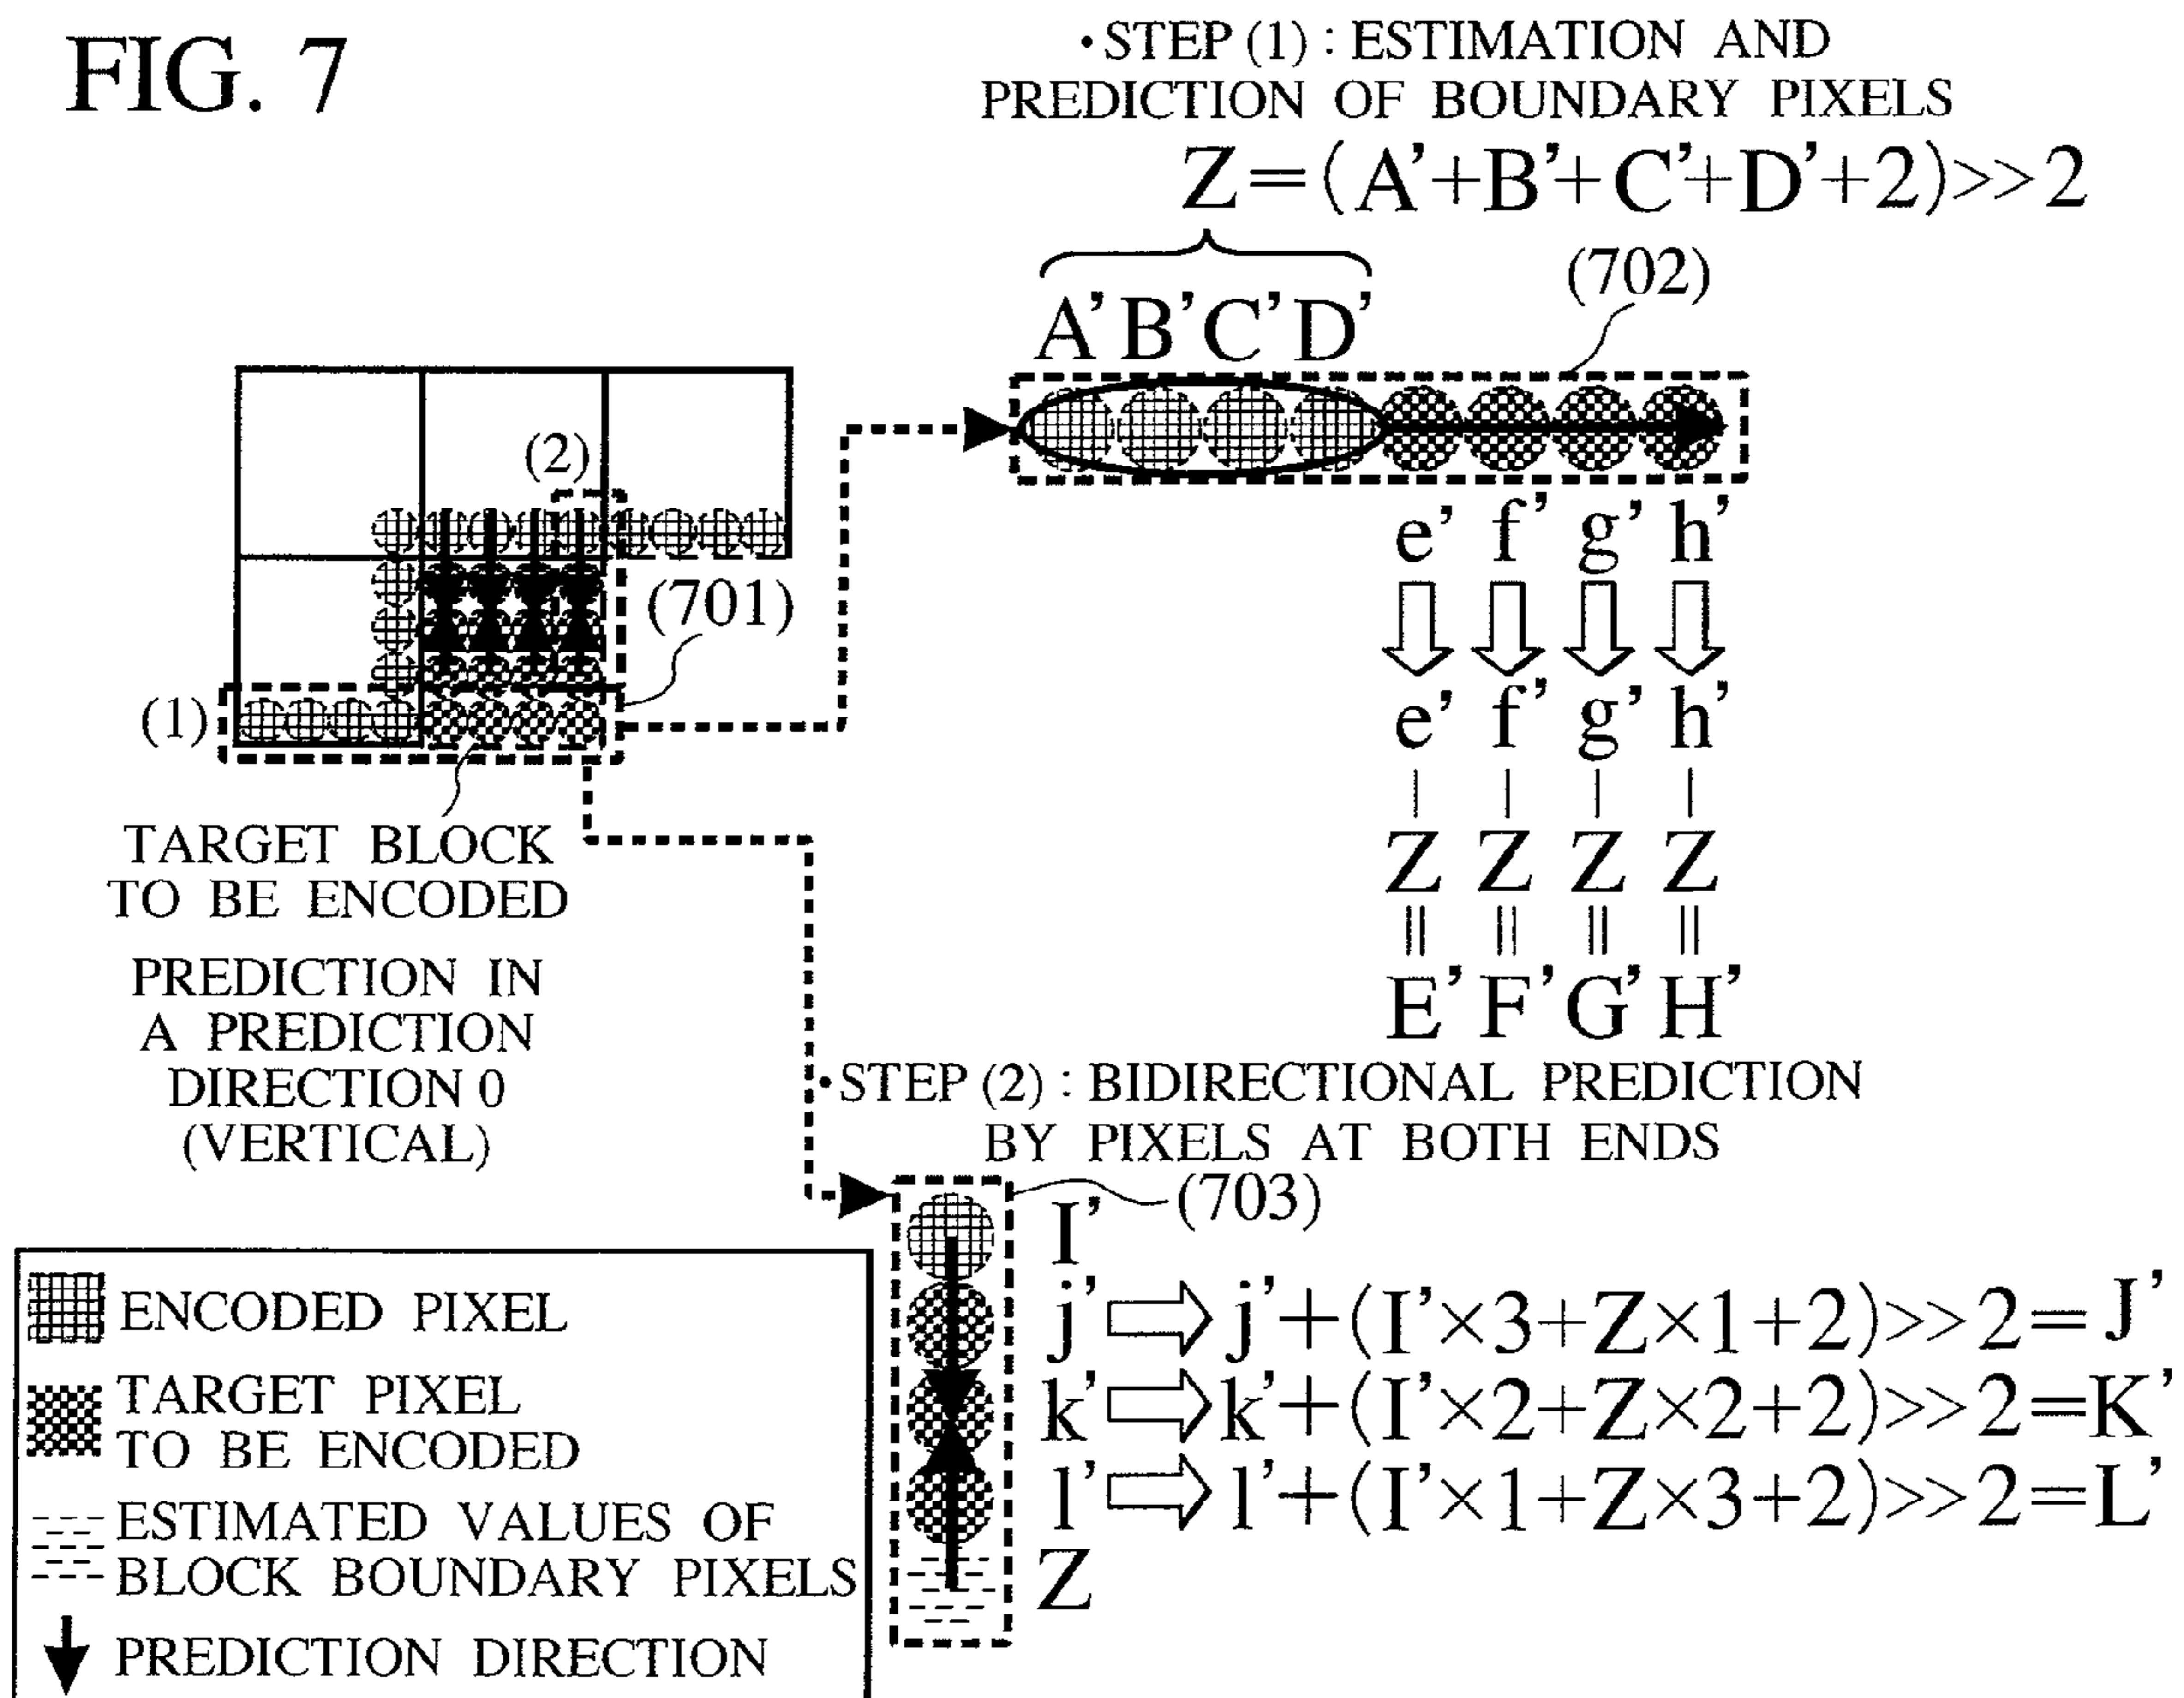 FIG. 7
•STEP (1) : ESTIMATION AND
PREDICTION OF BOUNDARY PIXELS
Z=(A'+B'+C'+D'+2)>>2
(702)
A' B' C' D'
(2)
(701)
(1)
e' f' g' h'
e' f' g' h'
− − − −
Z Z Z Z
= = = =
E' F' G' H'
TARGET BLOCK
TO BE ENCODED
PREDICTION IN
A PREDICTION
DIRECTION 0
(VERTICAL)
•STEP (2) : BIDIRECTIONAL PREDICTION
BY PIXELS AT BOTH ENDS
(703)
I'
j' ⇒ j'+(I'×3+Z×1+2)>>2=J'
k' ⇒ k'+(I'×2+Z×2+2)>>2=K'
l' ⇒ l'+(I'×1+Z×3+2)>>2=L'
Z
ENCODED PIXEL
TARGET PIXEL
TO BE ENCODED
ESTIMATED VALUES OF
BLOCK BOUNDARY PIXELS
PREDICTION DIRECTION